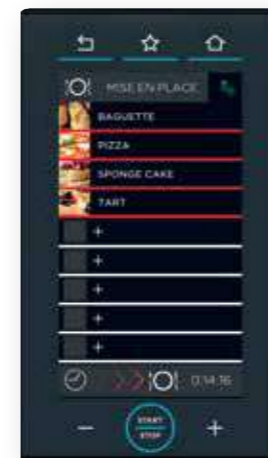 MISE EN PLACE
BAGUETTE
PIZZA
SPONGE CAKE
TART
+
+
+
+
+
0:14:16
−
START
STOP
+